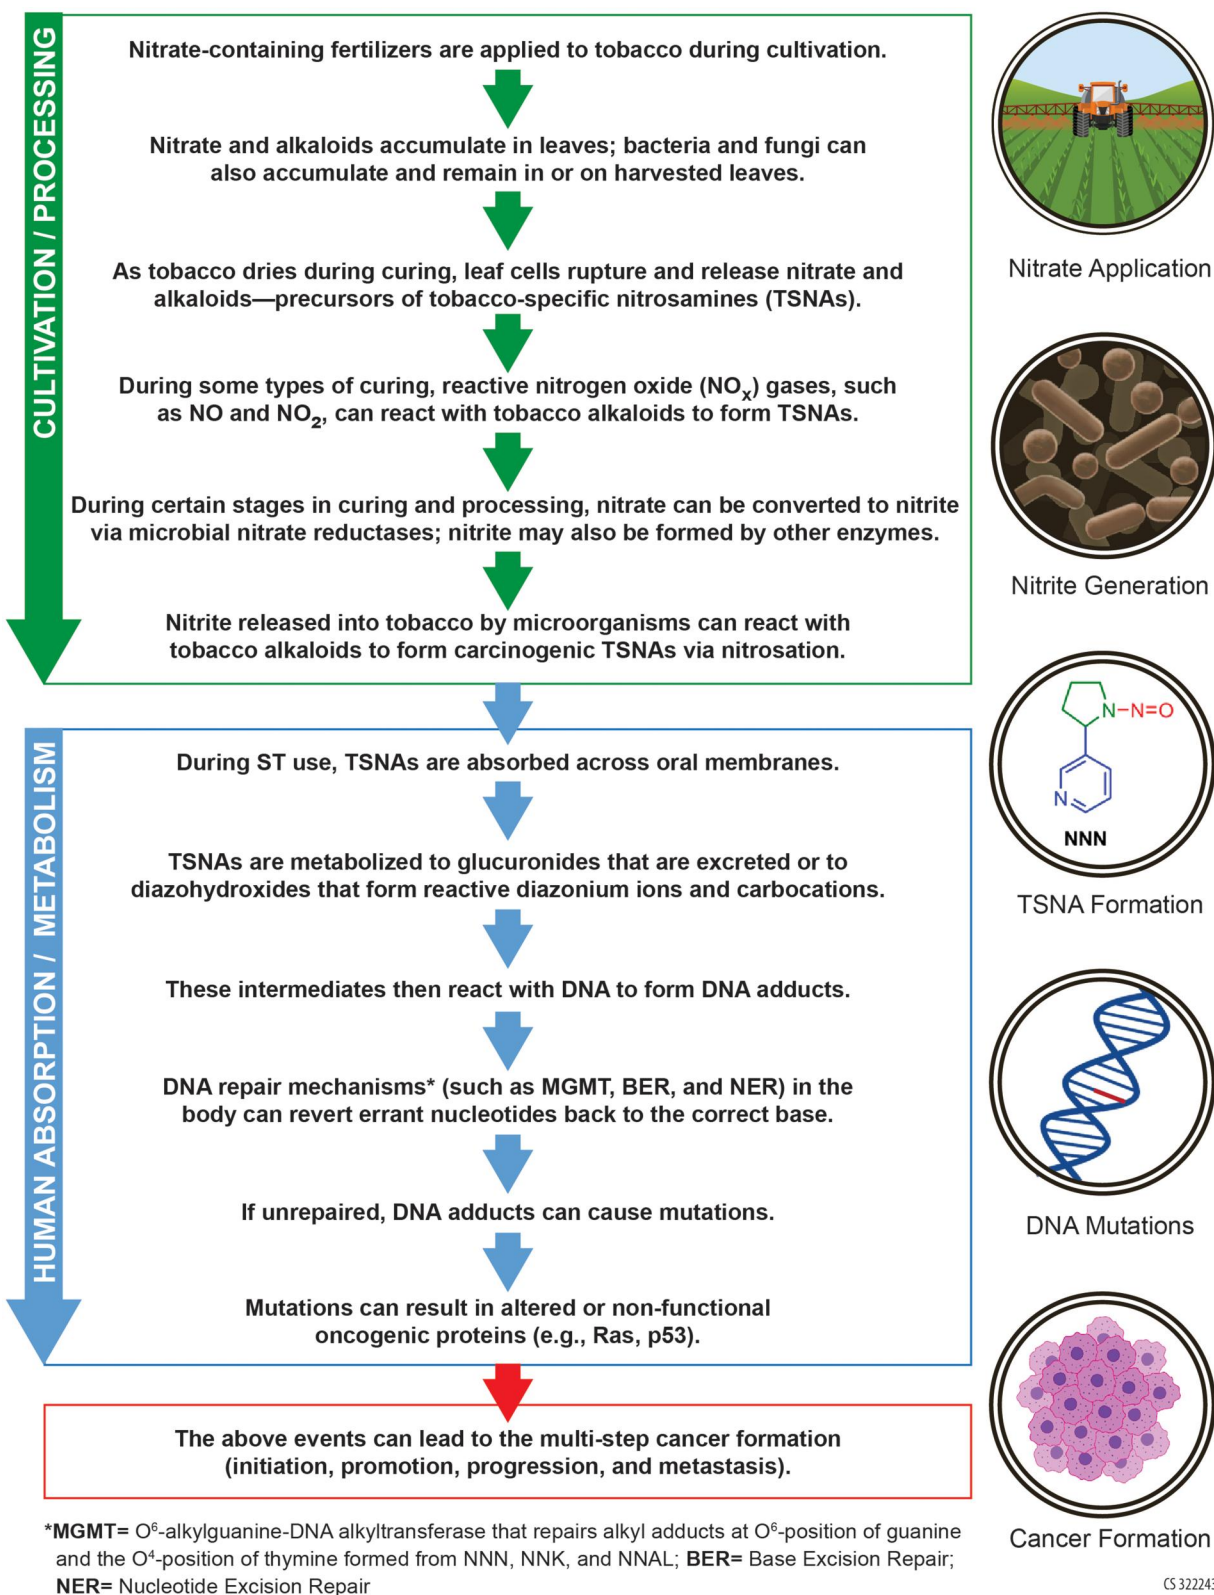 CULTIVATION / PROCESSING
Nitrate-containing fertilizers are applied to tobacco during cultivation.
Nitrate and alkaloids accumulate in leaves; bacteria and fungi can
also accumulate and remain in or on harvested leaves.
As tobacco dries during curing, leaf cells rupture and release nitrate and
alkaloids—precursors of tobacco-specific nitrosamines (TSNAs).
During some types of curing, reactive nitrogen oxide (NOₓ) gases, such
as NO and NO₂, can react with tobacco alkaloids to form TSNAs.
During certain stages in curing and processing, nitrate can be converted to nitrite
via microbial nitrate reductases; nitrite may also be formed by other enzymes.
Nitrite released into tobacco by microorganisms can react with
tobacco alkaloids to form carcinogenic TSNAs via nitrosation.
HUMAN ABSORPTION / METABOLISM
During ST use, TSNAs are absorbed across oral membranes.
TSNAs are metabolized to glucuronides that are excreted or to
diazohydroxides that form reactive diazonium ions and carbocations.
These intermediates then react with DNA to form DNA adducts.
DNA repair mechanisms* (such as MGMT, BER, and NER) in the
body can revert errant nucleotides back to the correct base.
If unrepaired, DNA adducts can cause mutations.
Mutations can result in altered or non-functional
oncogenic proteins (e.g., Ras, p53).
The above events can lead to the multi-step cancer formation
(initiation, promotion, progression, and metastasis).
Nitrate Application
Nitrite Generation
N–N=O
N
NNN
TSNA Formation
DNA Mutations
Cancer Formation
*MGMT= O⁶-alkylguanine-DNA alkyltransferase that repairs alkyl adducts at O⁶-position of guanine
and the O⁴-position of thymine formed from NNN, NNK, and NNAL; BER= Base Excision Repair;
NER= Nucleotide Excision Repair
CS 322243